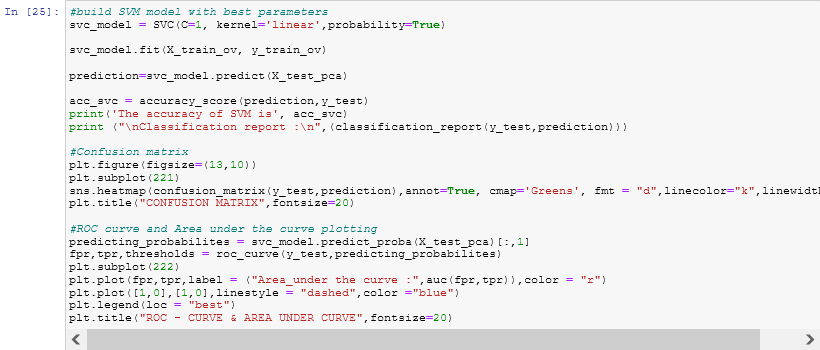 In [25]: #build SVM model with best parameters
svc_model = SVC(C=1, kernel='linear',probability=True)
svc_model.fit(X_train_ov, y_train_ov)
prediction=svc_model.predict(X_test_pca)
acc_svc = accuracy_score(prediction,y_test)
print('The accuracy of SVM is', acc_svc)
print ("\nClassification report :\n",(classification_report(y_test,prediction)))
#Confusion matrix
plt.figure(figsize=(13,10))
plt.subplot(221)
sns.heatmap(confusion_matrix(y_test,prediction),annot=True, cmap='Greens', fmt = "d",linecolor="k",linewidth
plt.title("CONFUSION MATRIX",fontsize=20)
#ROC curve and Area under the curve plotting
predicting_probabilites = svc_model.predict_proba(X_test_pca)[:,1]
fpr,tpr,thresholds = roc_curve(y_test,predicting_probabilites)
plt.subplot(222)
plt.plot(fpr,tpr,label = ("Area_under the curve :",auc(fpr,tpr)),color = "r")
plt.plot([1,0],[1,0],linestyle = "dashed",color ="blue")
plt.legend(loc = "best")
plt.title("ROC - CURVE & AREA UNDER CURVE",fontsize=20)